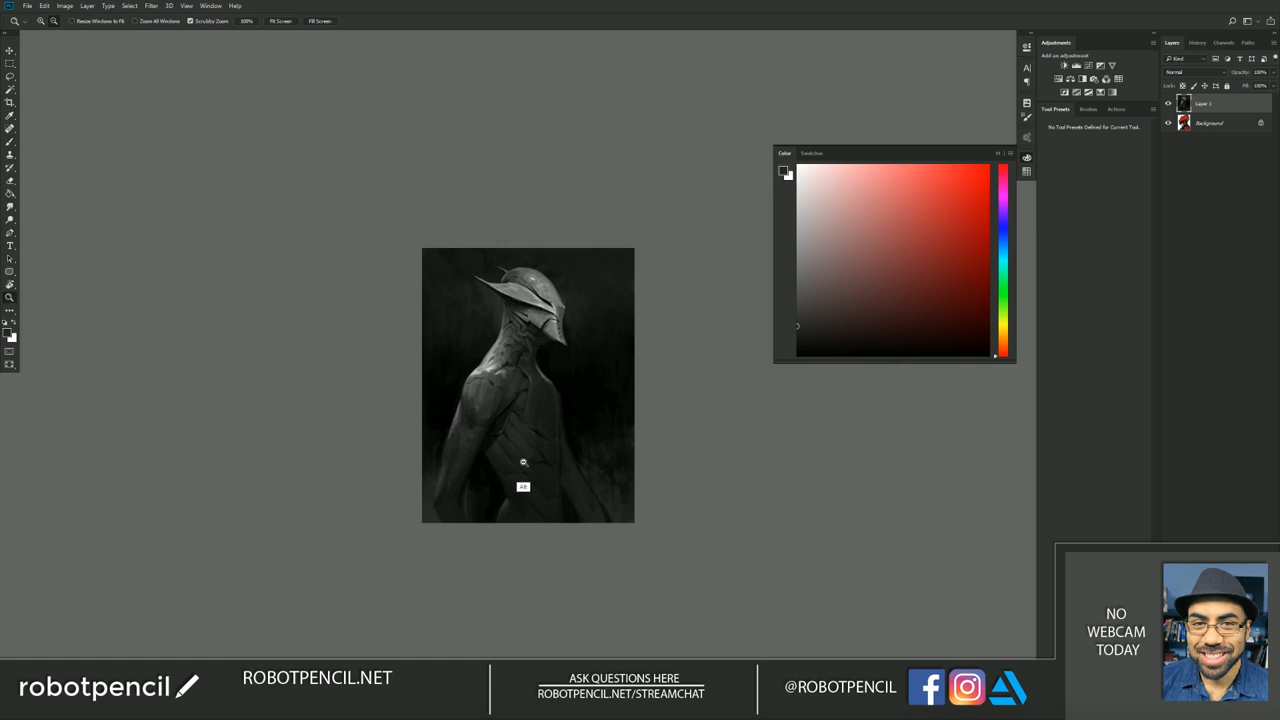 File Edit Image Layer Type Select Filter 3D View Window Help
Resize Windows to Fit Zoom All Windows Scrubby Zoom 100% Fit Screen Fill Screen
Adjustments
Add an adjustment
Tool Presets Brushes Actions
No Tool Presets Defined for Current Tool.
Layers History Channels Paths
Kind
Normal Opacity: 100%
Lock: Fill: 100%
Layer 1
Background
Color Swatches
Alt
NO
WEBCAM
TODAY
robotpencil
ROBOTPENCIL.NET
ASK QUESTIONS HERE
ROBOTPENCIL.NET/STREAMCHAT
@ROBOTPENCIL